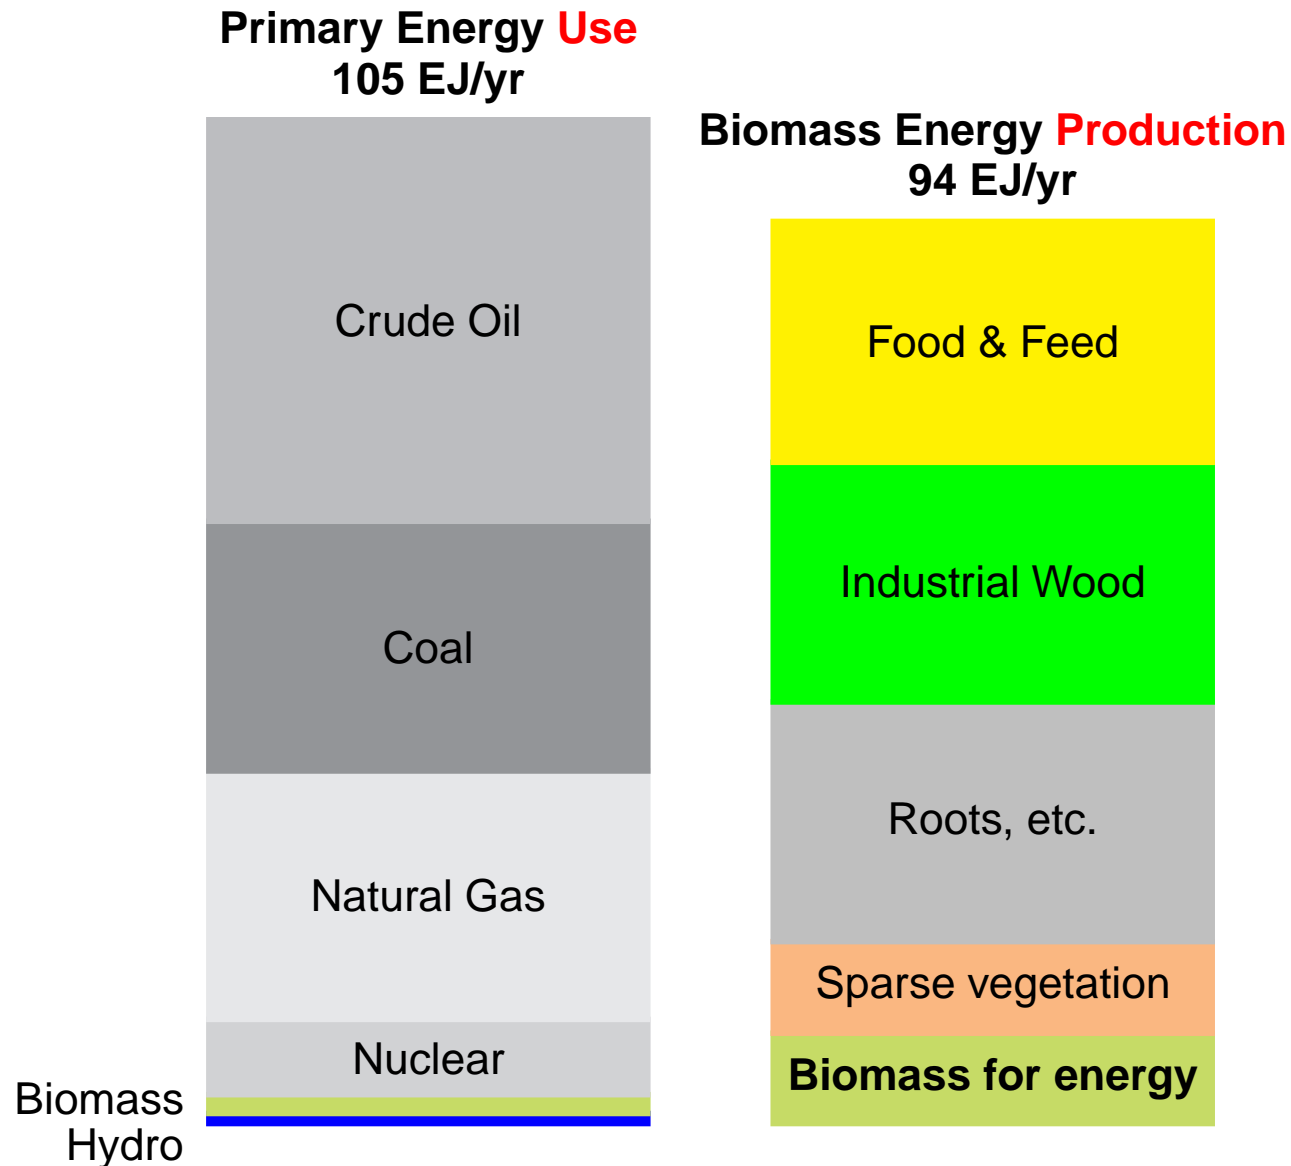 Primary Energy Use
105 EJ/yr
Crude Oil
Coal
Natural Gas
Nuclear
Biomass
Hydro
Biomass Energy Production
94 EJ/yr
Food & Feed
Industrial Wood
Roots, etc.
Sparse vegetation
Biomass for energy